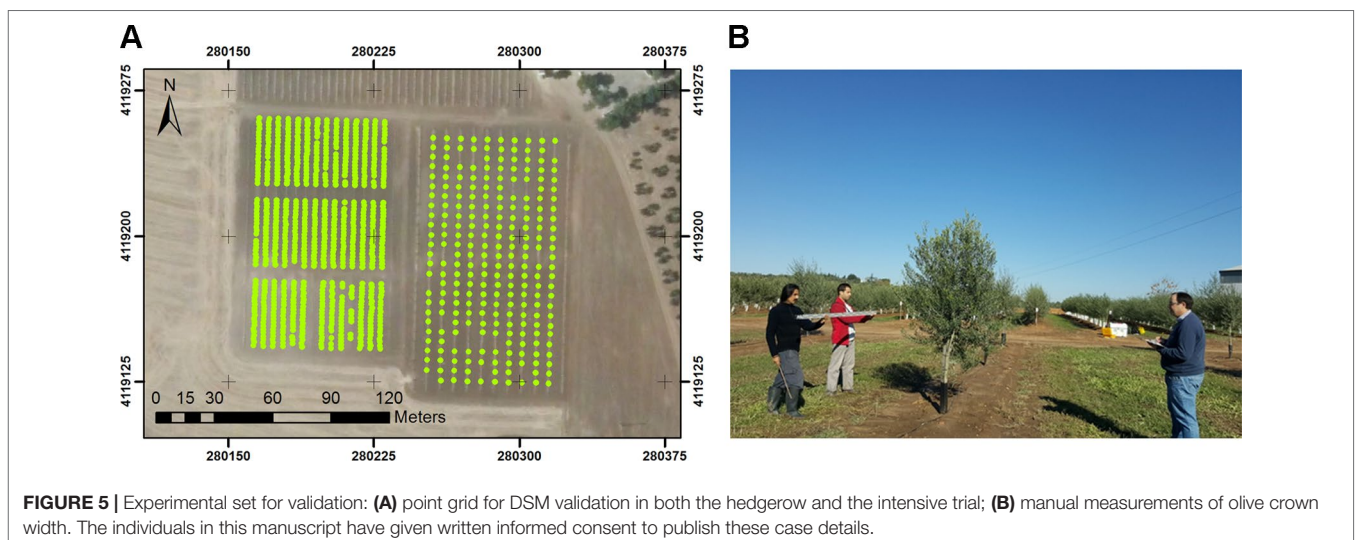 A
B
280150 280225 280300 280375
4119275
4119275
N
4119200
4119200
4119125
4119125
0 15 30 60 90 120
Meters
280150 280225 280300 280375
FIGURE 5 | Experimental set for validation: (A) point grid for DSM validation in both the hedgerow and the intensive trial; (B) manual measurements of olive crown
width. The individuals in this manuscript have given written informed consent to publish these case details.